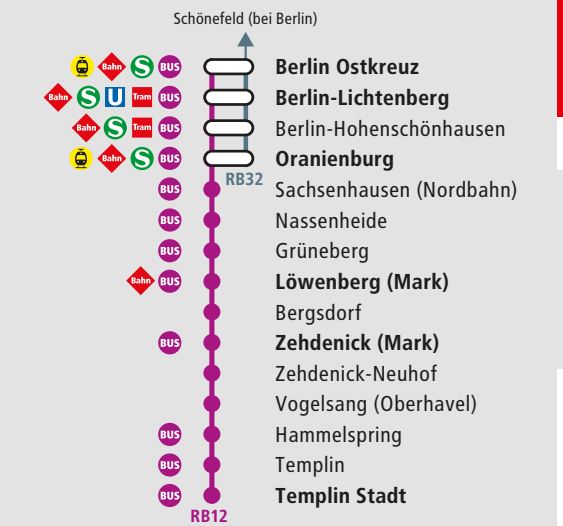 Schönefeld (bei Berlin)
Bahn S BUS Berlin Ostkreuz
Bahn S U Tram BUS Berlin-Lichtenberg
Bahn S Tram BUS Berlin-Hohenschönhausen
Bahn S BUS Oranienburg
RB32
BUS Sachsenhausen (Nordbahn)
BUS Nassenheide
BUS Grüneberg
Bahn BUS Löwenberg (Mark)
Bergsdorf
BUS Zehdenick (Mark)
Zehdenick-Neuhof
Vogelsang (Oberhavel)
BUS Hammelspring
BUS Templin
BUS Templin Stadt
RB12